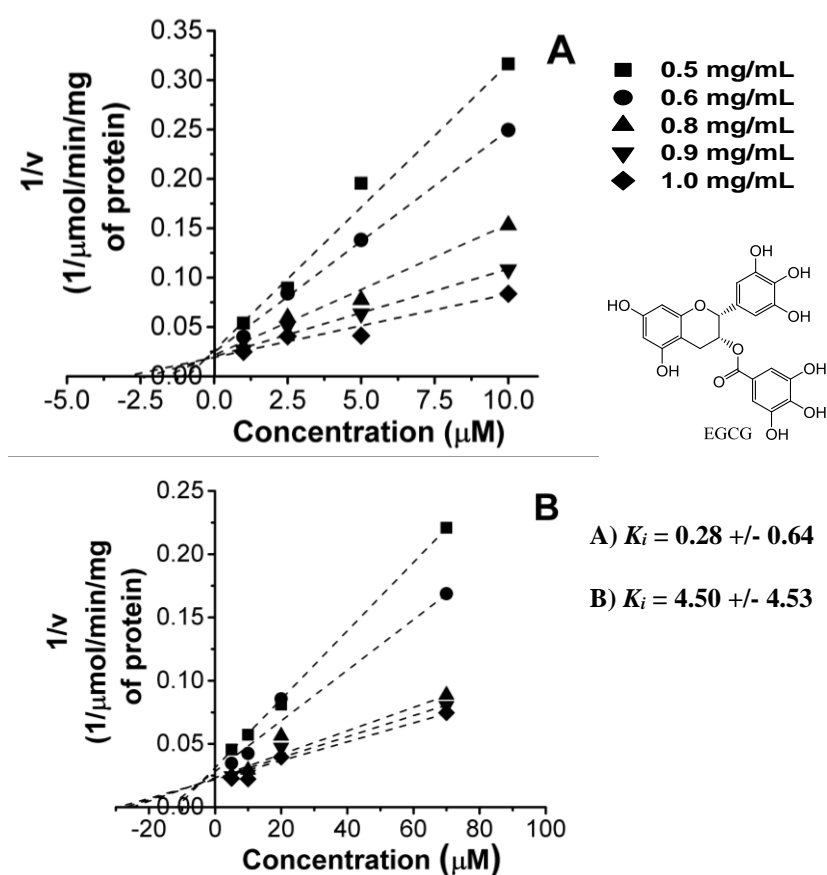 A
0.35
0.30
0.25
0.20
0.15
0.10
0.05
0.00
1/v
(1/μmol/min/mg
of protein)
-5.0 -2.5 0.0 2.5 5.0 7.5 10.0
Concentration (μM)
0.5 mg/mL
0.6 mg/mL
0.8 mg/mL
0.9 mg/mL
1.0 mg/mL
OH
OH
OH
HO
O
OH
O
O
OH
OH
OH
EGCG
B
0.25
0.20
0.15
0.10
0.05
0.00
1/v
(1/μmol/min/mg
of protein)
-20 0 20 40 60 80 100
Concentration (μM)
A) Ki = 0.28 +/- 0.64
B) Ki = 4.50 +/- 4.53